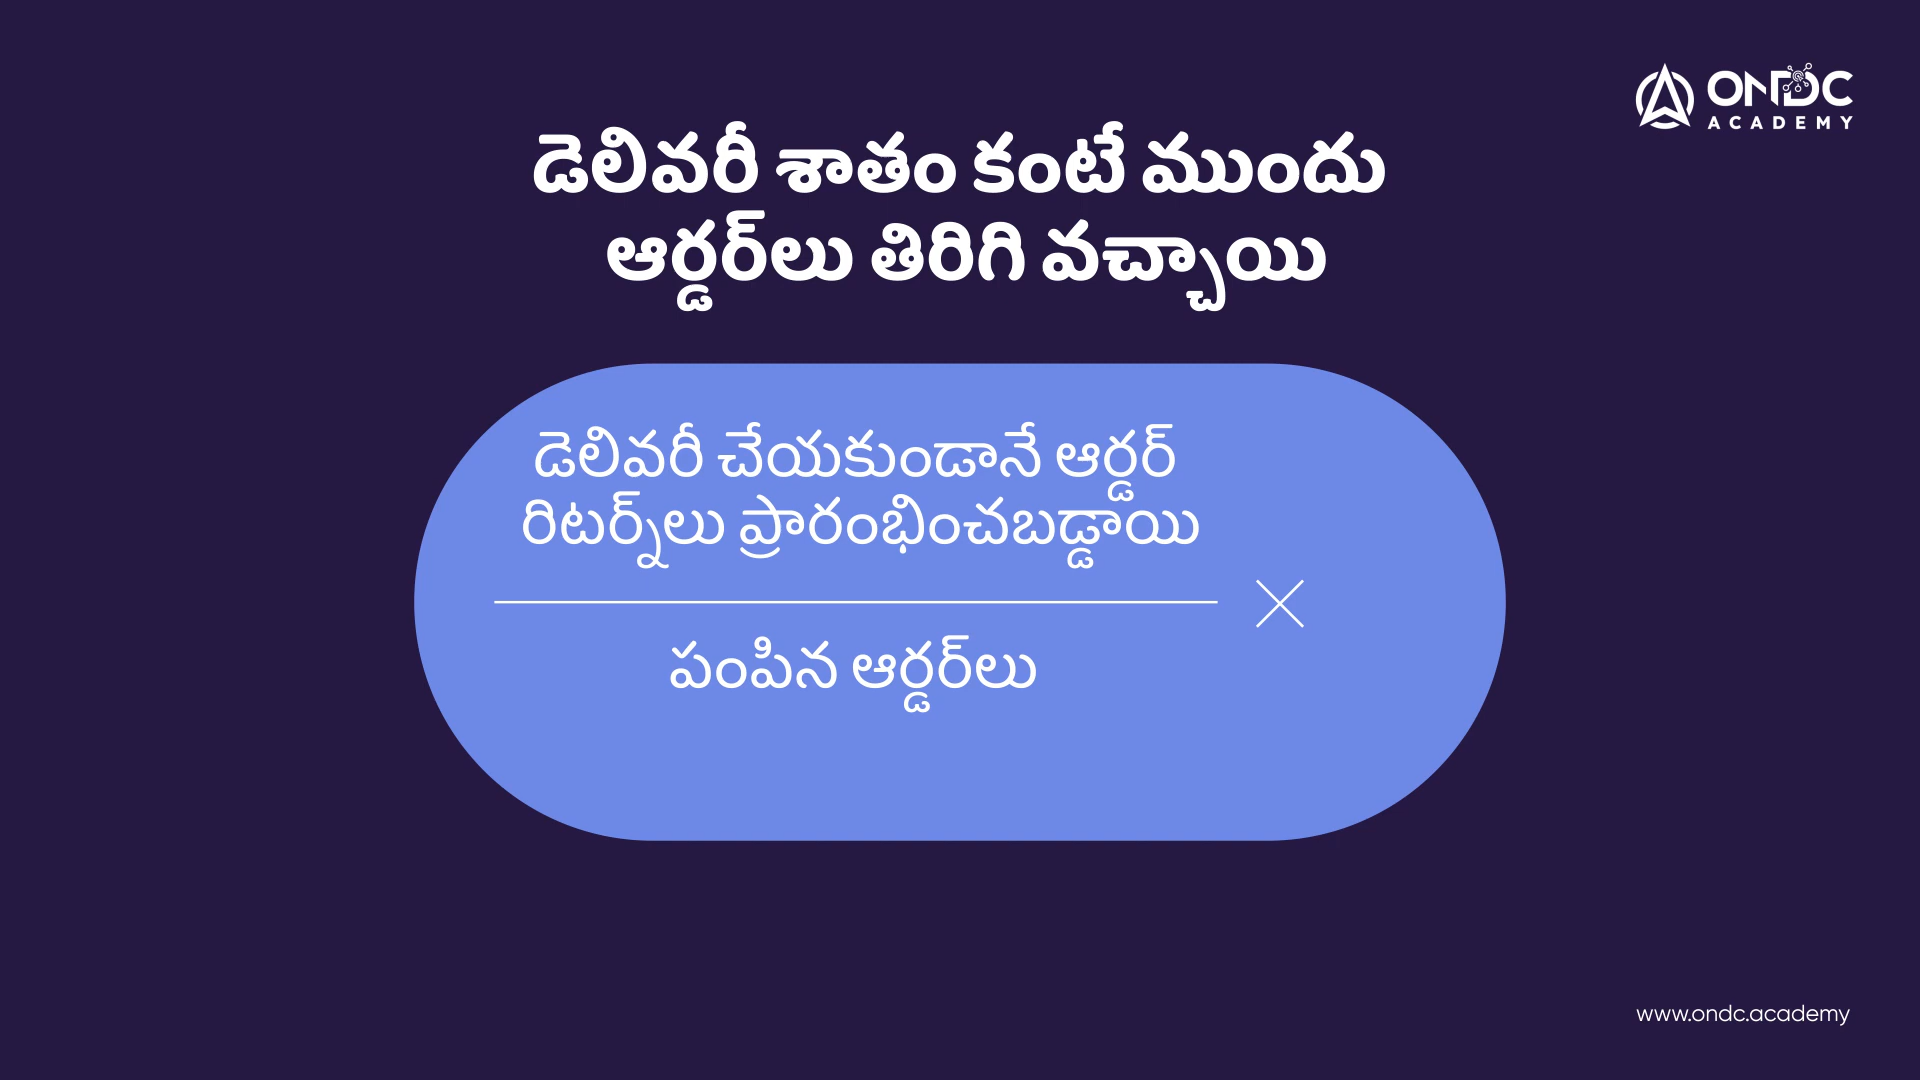 ONDC
ACADEMY
డెలివరీ శాతం కంటే ముందు
ఆర్డర్‌లు తిరిగి వచ్చాయి
డెలివరీ చేయకుండానే ఆర్డర్
రిటర్న్‌లు ప్రారంభించబడ్డాయి
×
పంపిన ఆర్డర్‌లు
www.ondc.academy